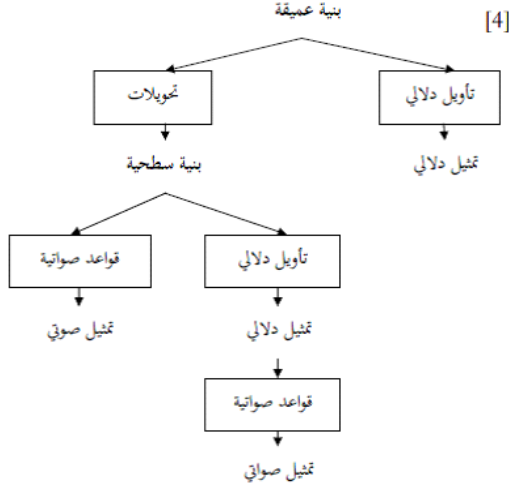 [4]
بنية عميقة
تأويل دلالي
تحويلات
تمثيل دلالي
بنية سطحية
تأويل دلالي
قواعد صواتية
تمثيل دلالي
تمثيل صوتي
قواعد صواتية
تمثيل صواتي